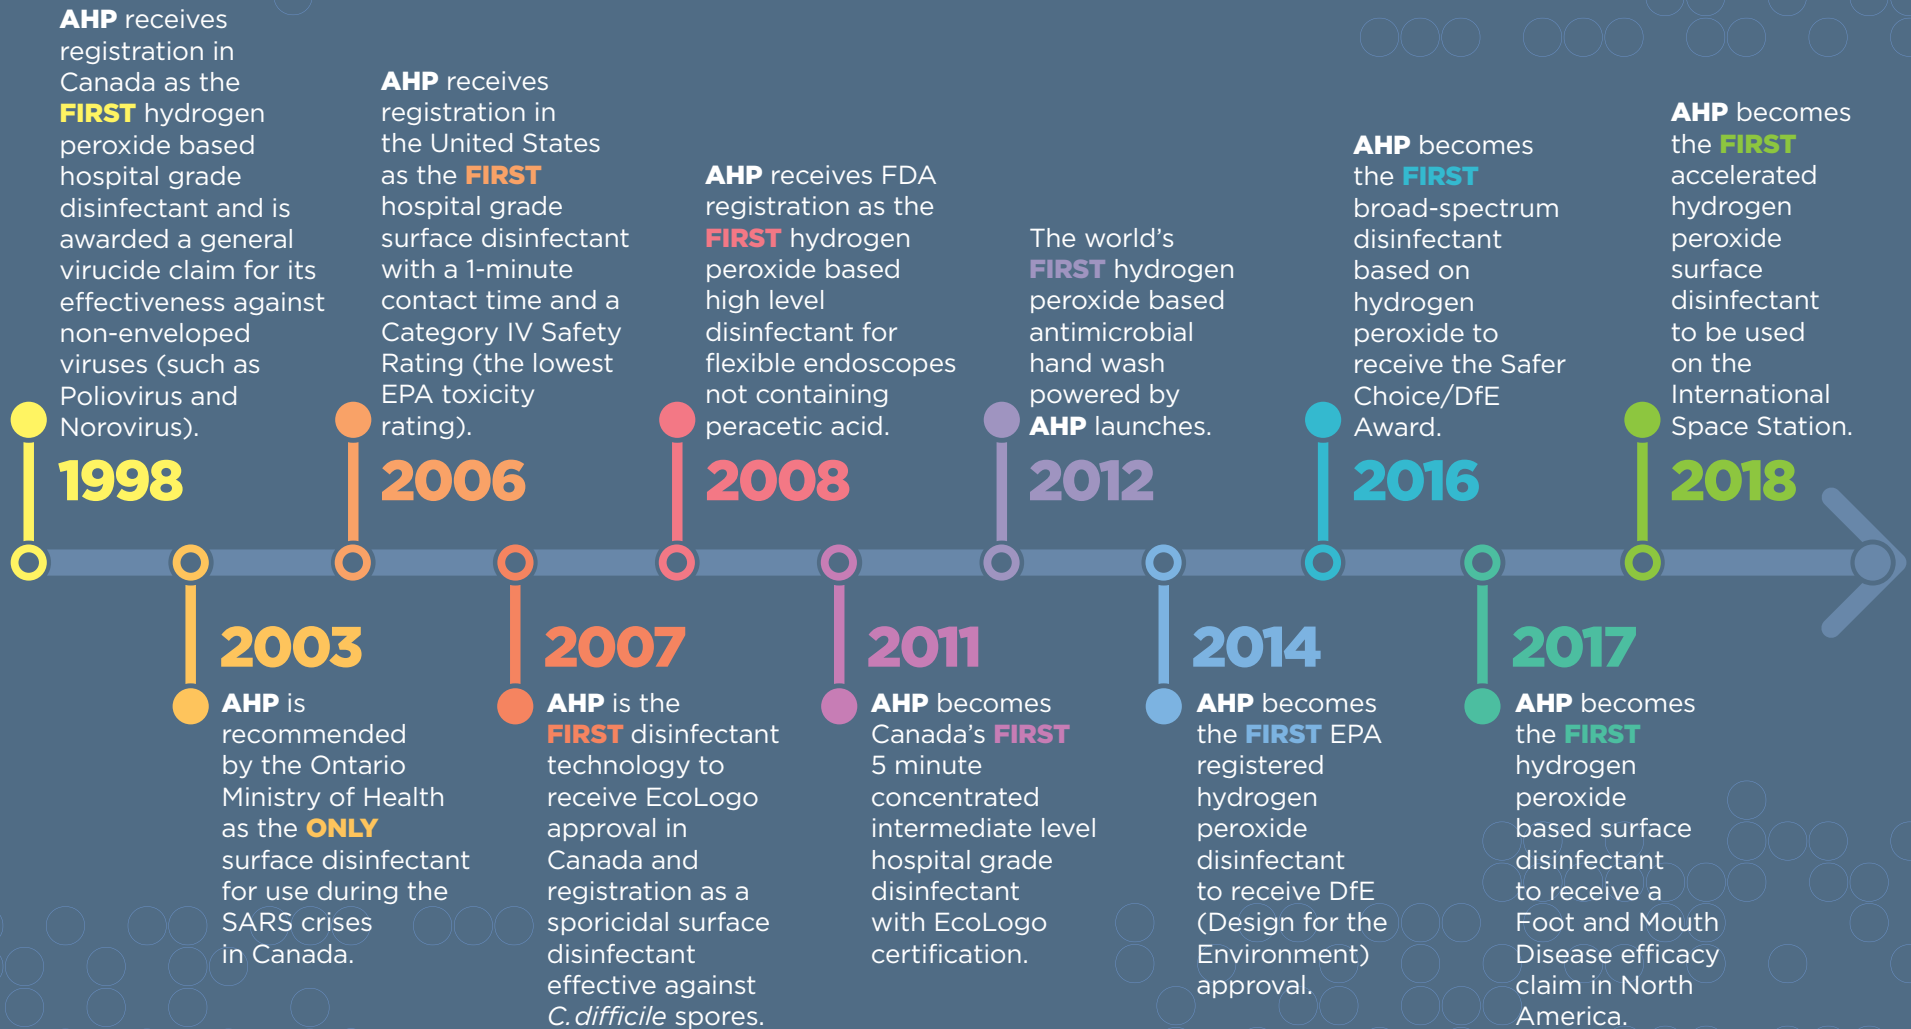 AHP receives
registration in
Canada as the
FIRST hydrogen
peroxide based
hospital grade
disinfectant and is
awarded a general
virucide claim for its
effectiveness against
non-enveloped
viruses (such as
Poliovirus and
Norovirus).
1998
2003
AHP is
recommended
by the Ontario
Ministry of Health
as the ONLY
surface disinfectant
for use during the
SARS crises
in Canada.
AHP receives
registration in
the United States
as the FIRST
hospital grade
surface disinfectant
with a 1-minute
contact time and a
Category IV Safety
Rating (the lowest
EPA toxicity
rating).
2006
2007
AHP is the
FIRST disinfectant
technology to
receive EcoLogo
approval in
Canada and
registration as a
sporicidal surface
disinfectant
effective against
C. difficile spores.
AHP receives FDA
registration as the
FIRST hydrogen
peroxide based
high level
disinfectant for
flexible endoscopes
not containing
peracetic acid.
2008
2011
AHP becomes
Canada's FIRST
5 minute
concentrated
intermediate level
hospital grade
disinfectant
with EcoLogo
certification.
The world's
FIRST hydrogen
peroxide based
antimicrobial
hand wash
powered by
AHP launches.
2012
2014
AHP becomes
the FIRST EPA
registered
hydrogen
peroxide
disinfectant
to receive DfE
(Design for the
Environment)
approval.
AHP becomes
the FIRST
broad-spectrum
disinfectant
based on
hydrogen
peroxide to
receive the Safer
Choice/DfE
Award.
2016
2017
AHP becomes
the FIRST
hydrogen
peroxide
based surface
disinfectant
to receive a
Foot and Mouth
Disease efficacy
claim in North
America.
AHP becomes
the FIRST
accelerated
hydrogen
peroxide
surface
disinfectant
to be used
on the
International
Space Station.
2018